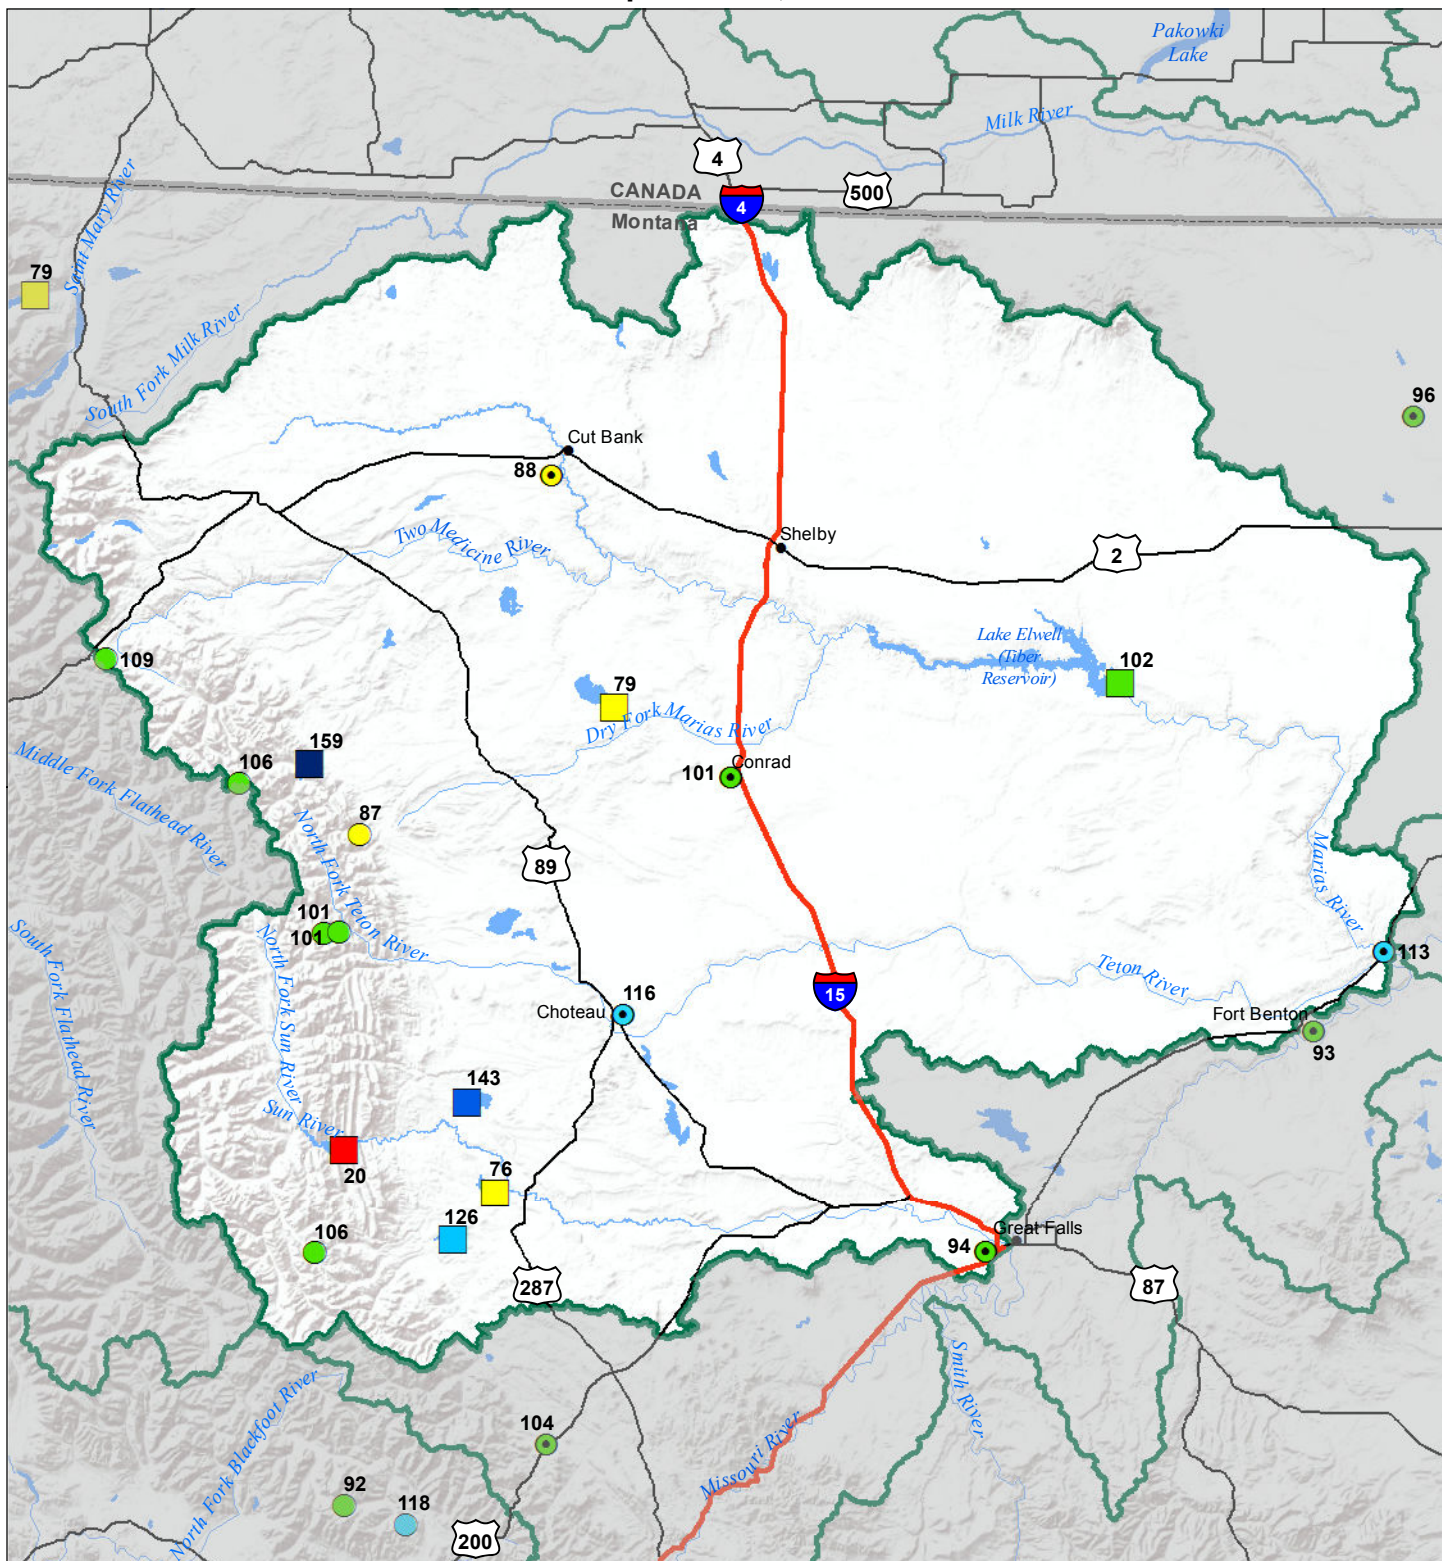 Pakowki
Lake
Milk River
4
500
CANADA
4
Montana
Saint Mary River
79
South Fork Milk River
96
Cut Bank
88
Two Medicine River
Shelby
2
Lake Elwell
(Tiber
Reservoir)
102
109
79
Dry Fork Marias River
159
Middle Fork Flathead River
106
Conrad
101
87
North Fork Teton River
89
Marias River
101
101
South Fork Flathead River
North Fork Sun River
113
Teton River
15
116
Choteau
Fort Benton
93
143
Sun River
20
76
126
106
Great Falls
94
287
87
Smith River
North Fork Blackfoot River
104
Missouri River
92
118
200